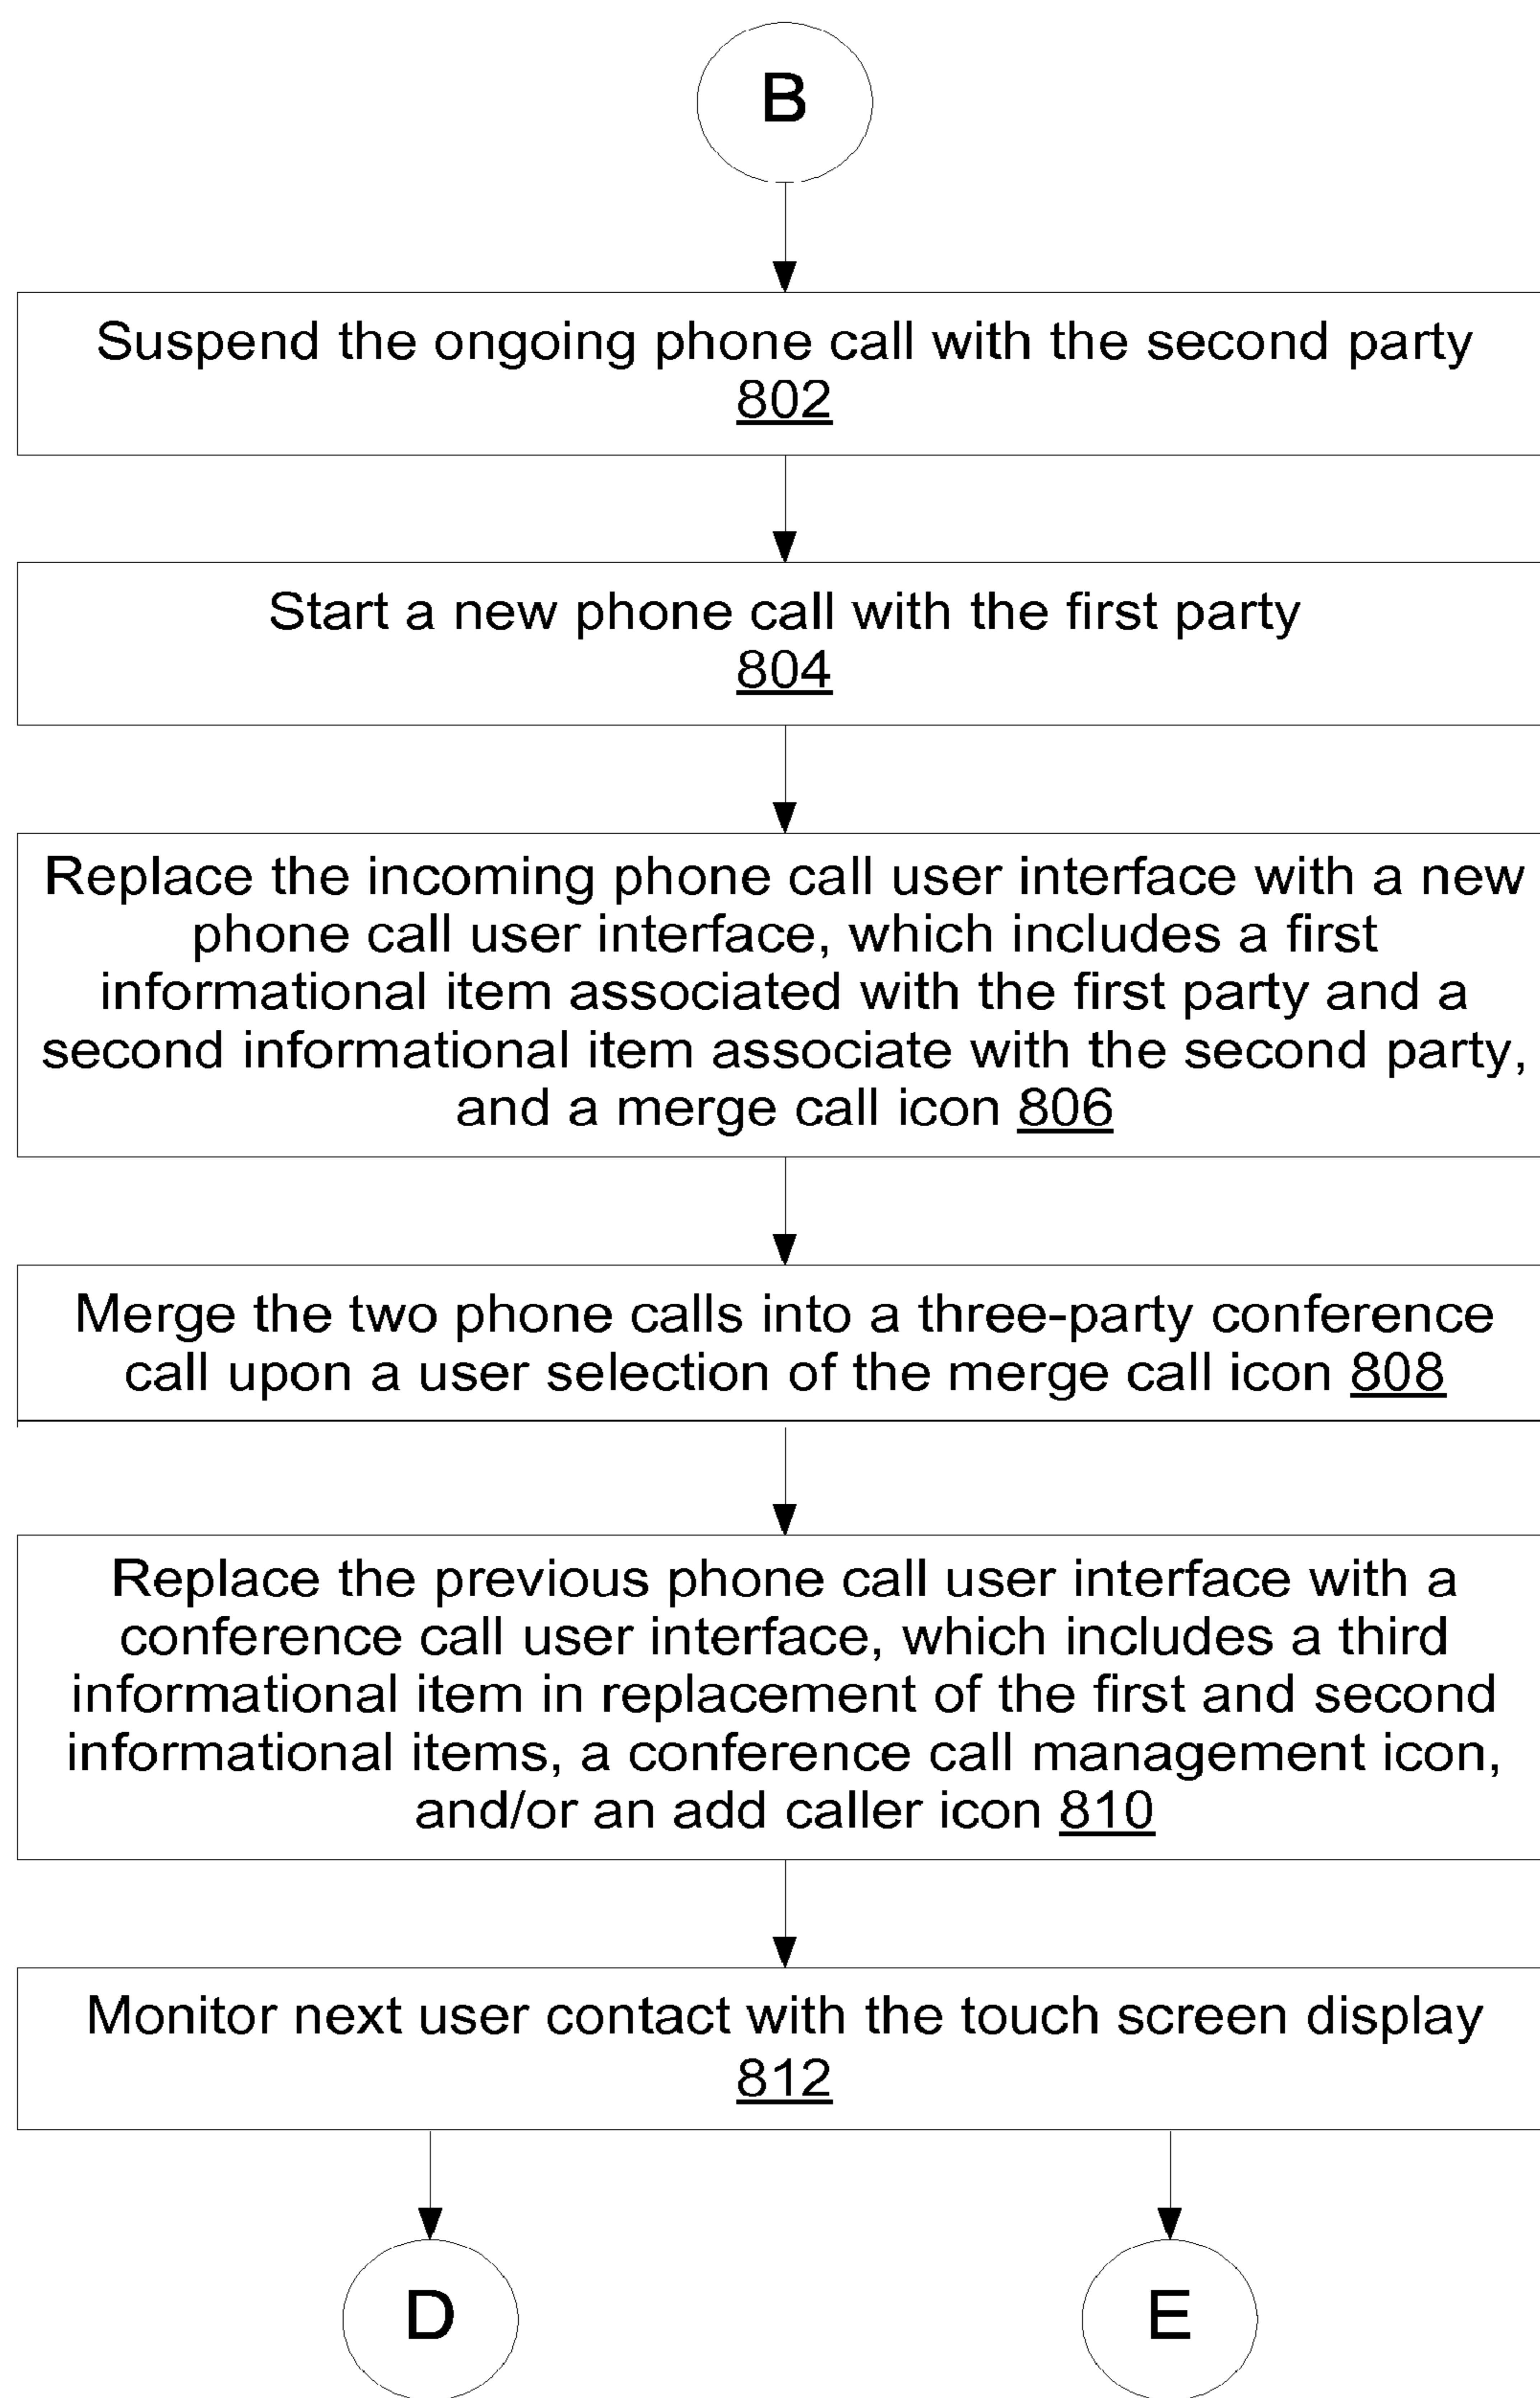 B
Suspend the ongoing phone call with the second party
802
Start a new phone call with the first party
804
Replace the incoming phone call user interface with a new
phone call user interface, which includes a first
informational item associated with the first party and a
second informational item associate with the second party,
and a merge call icon 806
Merge the two phone calls into a three-party conference
call upon a user selection of the merge call icon 808
Replace the previous phone call user interface with a
conference call user interface, which includes a third
informational item in replacement of the first and second
informational items, a conference call management icon,
and/or an add caller icon 810
Monitor next user contact with the touch screen display
812
D
E